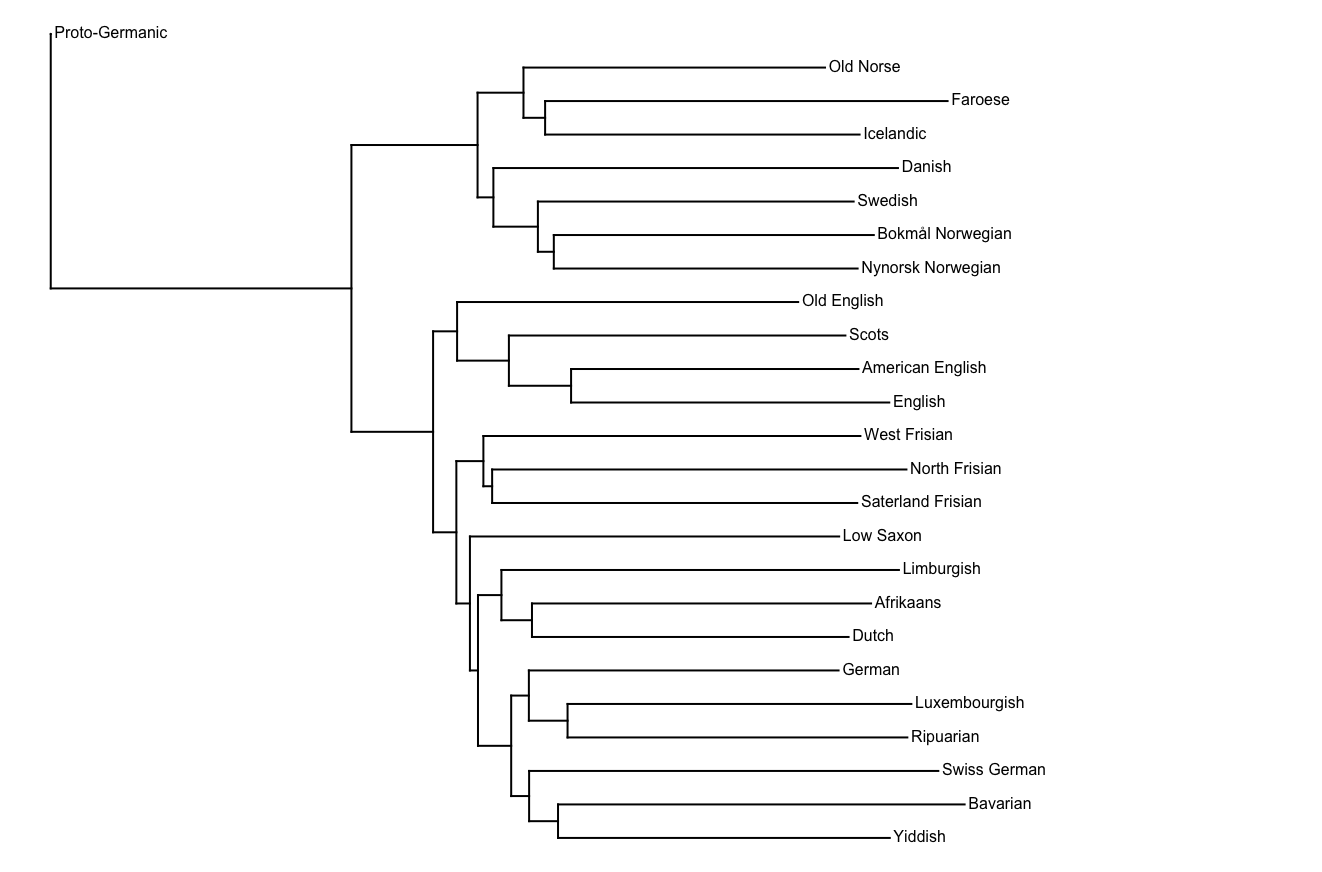 Proto-Germanic
Old Norse
Faroese
Icelandic
Danish
Swedish
Bokmål Norwegian
Nynorsk Norwegian
Old English
Scots
American English
English
West Frisian
North Frisian
Saterland Frisian
Low Saxon
Limburgish
Afrikaans
Dutch
German
Luxembourgish
Ripuarian
Swiss German
Bavarian
Yiddish